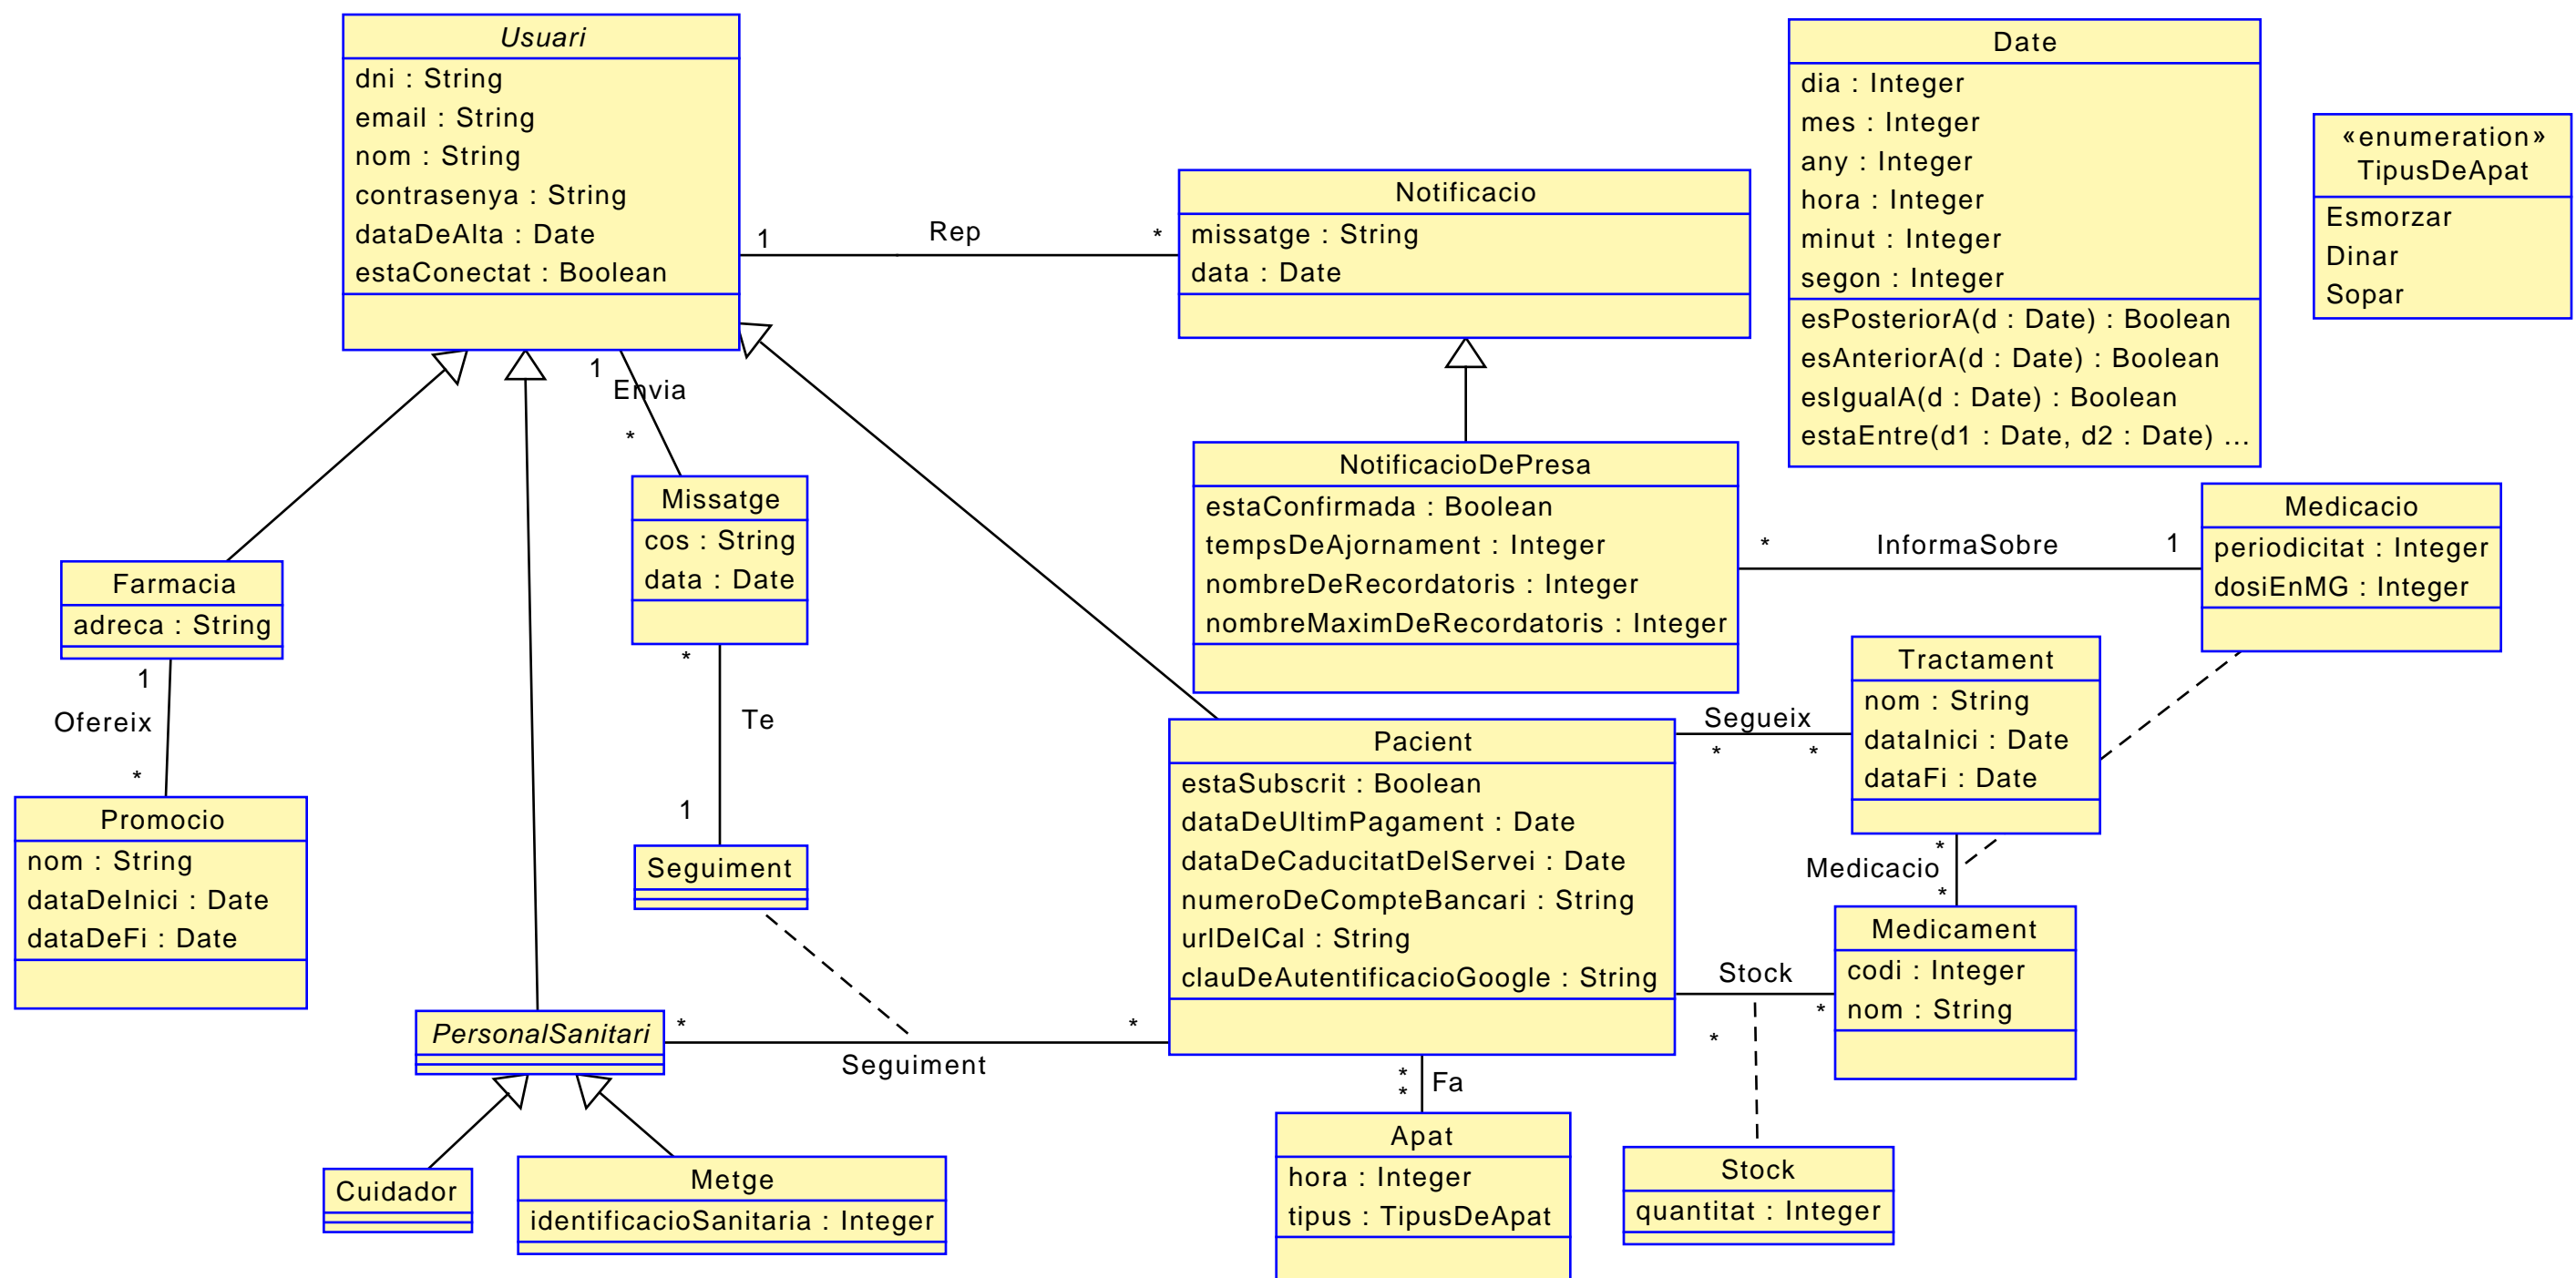 Usuari
dni : String
email : String
nom : String
contrasenya : String
dataDeAlta : Date
estaConectat : Boolean
1
Rep
*
Notificacio
missatge : String
data : Date
Date
dia : Integer
mes : Integer
any : Integer
hora : Integer
minut : Integer
segon : Integer
esPosteriorA(d : Date) : Boolean
esAnteriorA(d : Date) : Boolean
esIgualA(d : Date) : Boolean
estaEntre(d1 : Date, d2 : Date) ...
«enumeration»
TipusDeApat
Esmorzar
Dinar
Sopar
1
Envia
*
Missatge
cos : String
data : Date
NotificacioDePresa
estaConfirmada : Boolean
tempsDeAjornament : Integer
nombreDeRecordatoris : Integer
nombreMaximDeRecordatoris : Integer
*
InformaSobre
1
Medicacio
periodicitat : Integer
dosiEnMG : Integer
Farmacia
adreca : String
1
Ofereix
*
Promocio
nom : String
dataDeInici : Date
dataDeFi : Date
*
Te
1
Seguiment
Pacient
estaSubscrit : Boolean
dataDeUltimPagament : Date
dataDeCaducitatDelServei : Date
numeroDeCompteBancari : String
urlDelCal : String
clauDeAutentificacioGoogle : String
Segueix
*
*
Tractament
nom : String
dataInici : Date
dataFi : Date
*
Medicacio
*
Medicament
codi : Integer
nom : String
Stock
*
*
PersonalSanitari
*
*
Seguiment
*
*
Fa
Cuidador
Metge
identificacioSanitaria : Integer
Apat
hora : Integer
tipus : TipusDeApat
Stock
quantitat : Integer